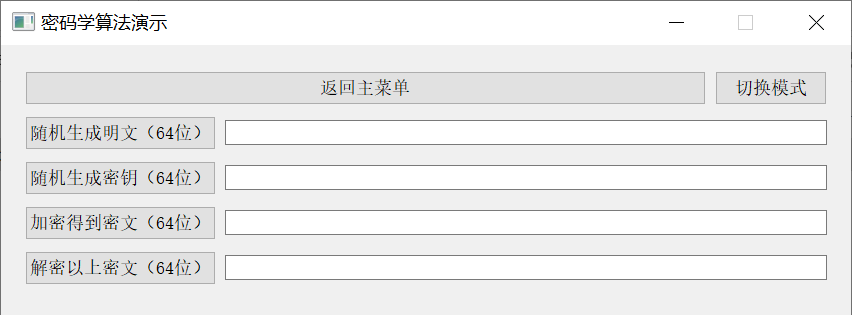 密码学算法演示
返回主菜单 切换模式
随机生成明文（64位）
随机生成密钥（64位）
加密得到密文（64位）
解密以上密文（64位）